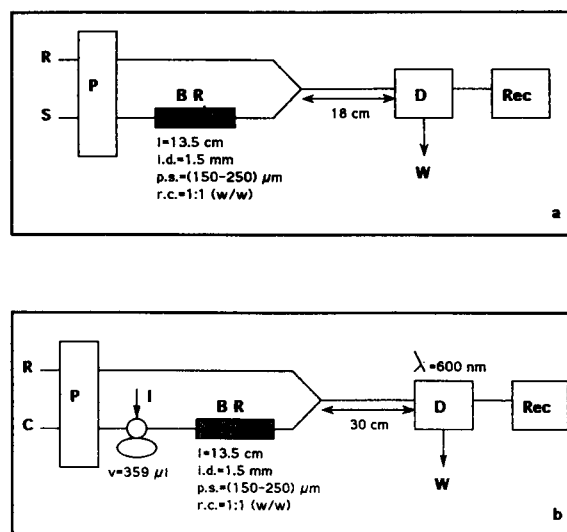 R
P
B R
D
Rec
S
18 cm
l=13.5 cm
i.d.=1.5 mm
W
p.s.=(150-250) µm
r.c.=1:1 (w/w)
a
λ=600 nm
R
P
I
B R
D
Rec
C
30 cm
v=359 µl
l=13.5 cm
i.d.=1.5 mm
W
p.s.=(150-250) µm
r.c.=1:1 (w/w)
b